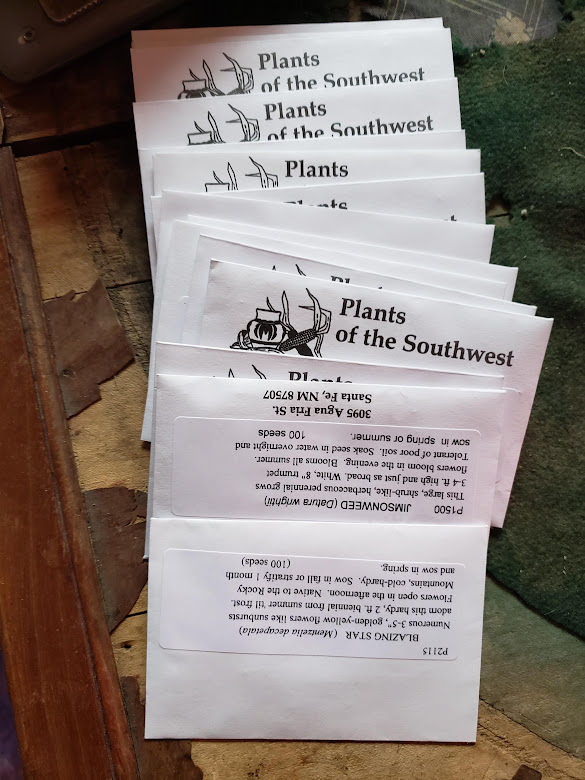 Plants
of the Southwest
Plants
of the Southwest
Plants
Plants
Plants
of the Southwest
Plants
3095 Agua Fria St.
Santa Fe, NM 87507
P1500 JIMSONWEED (Datura wrightii)
This large, shrub-like, herbaceous perennial grows
3-4 ft. high and just as broad. White, 8" trumpet
flowers bloom in the evening. Blooms all summer.
Tolerant of poor soil. Soak seed in water overnight and
sow in spring or summer. 100 seeds
P2115
BLAZING STAR (Mentzelia decapetala)
Numerous 3-5", golden-yellow flowers like sunbursts
adorn this hardy, 2 ft. biennial from summer til frost.
Flowers open in the afternoon. Native to the Rocky
Mountains, cold-hardy. Sow in fall or stratify 1 month
and sow in spring. (100 seeds)